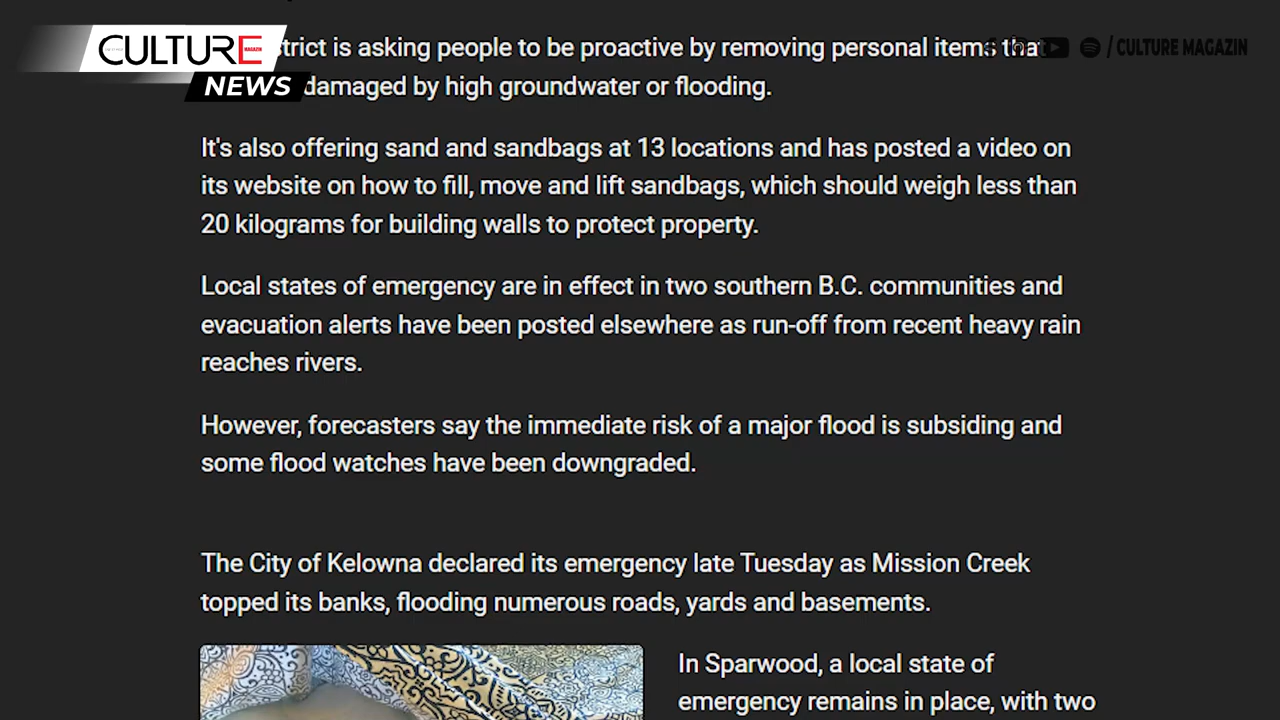 CULTURE
MAGAZIN
NEWS
/ CULTURE MAGAZIN
strict is asking people to be proactive by removing personal items that
damaged by high groundwater or flooding.
It's also offering sand and sandbags at 13 locations and has posted a video on
its website on how to fill, move and lift sandbags, which should weigh less than
20 kilograms for building walls to protect property.
Local states of emergency are in effect in two southern B.C. communities and
evacuation alerts have been posted elsewhere as run-off from recent heavy rain
reaches rivers.
However, forecasters say the immediate risk of a major flood is subsiding and
some flood watches have been downgraded.
The City of Kelowna declared its emergency late Tuesday as Mission Creek
topped its banks, flooding numerous roads, yards and basements.
In Sparwood, a local state of
emergency remains in place, with two